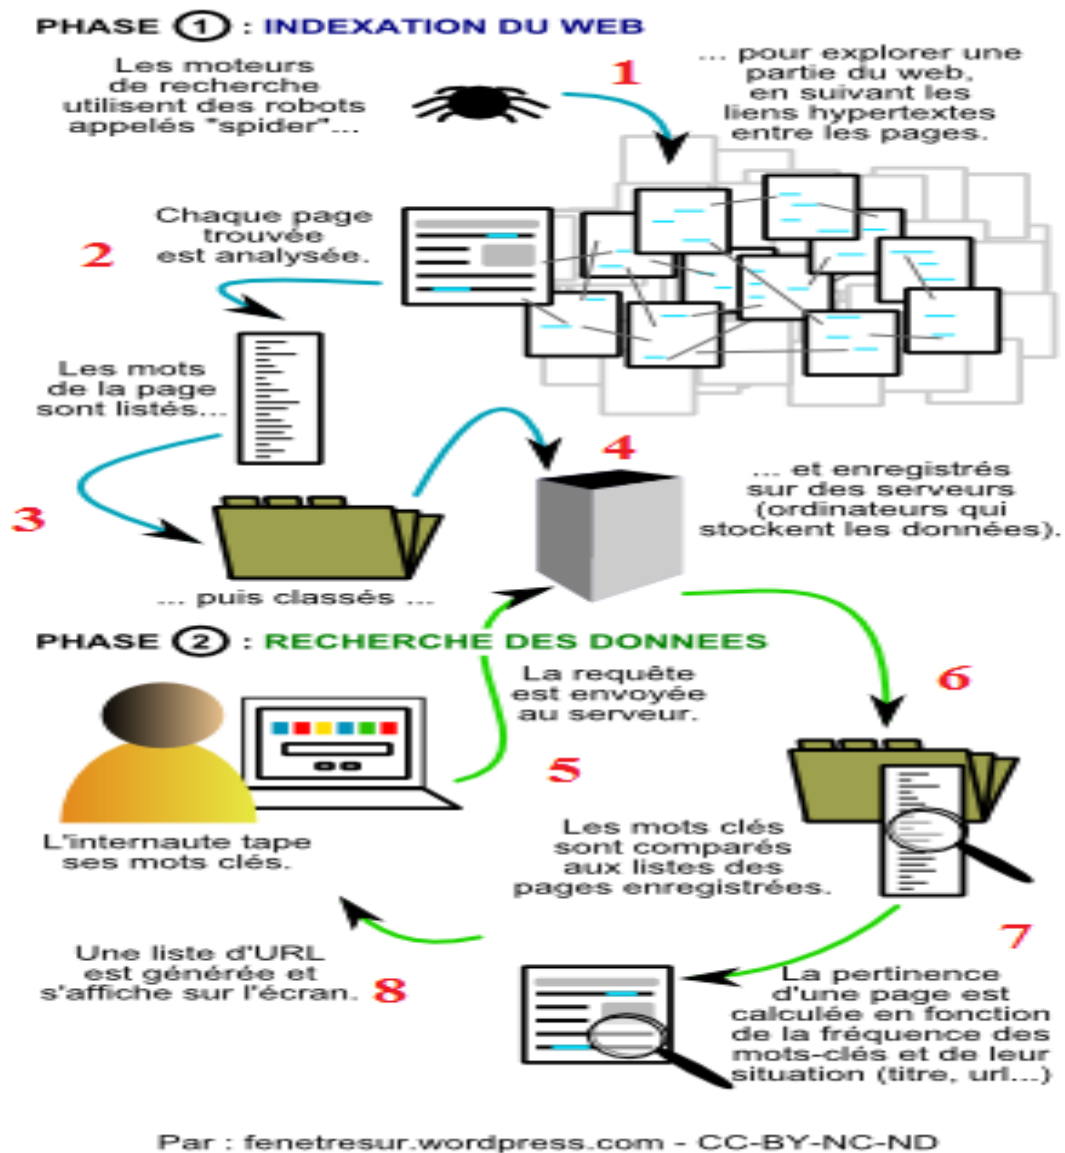 PHASE 1 : INDEXATION DU WEB
Les moteurs
de recherche
utilisent des robots
appelés "spider"...
1
... pour explorer une
partie du web,
en suivant les
liens hypertextes
entre les pages.
2
Chaque page
trouvée
est analysée.
Les mots
de la page
sont listés...
3
... puis classés ...
4
... et enregistrés
sur des serveurs
(ordinateurs qui
stockent les données).
PHASE 2 : RECHERCHE DES DONNEES
L'internaute tape
ses mots clés.
La requête
est envoyée
au serveur.
5
6
Les mots clés
sont comparés
aux listes des
pages enregistrées.
7
La pertinence
d'une page est
calculée en fonction
de la fréquence des
mots-clés et de leur
situation (titre, url...)
Une liste d'URL
est générée et
s'affiche sur l'écran.
8
Par : fenetresur.wordpress.com - CC-BY-NC-ND